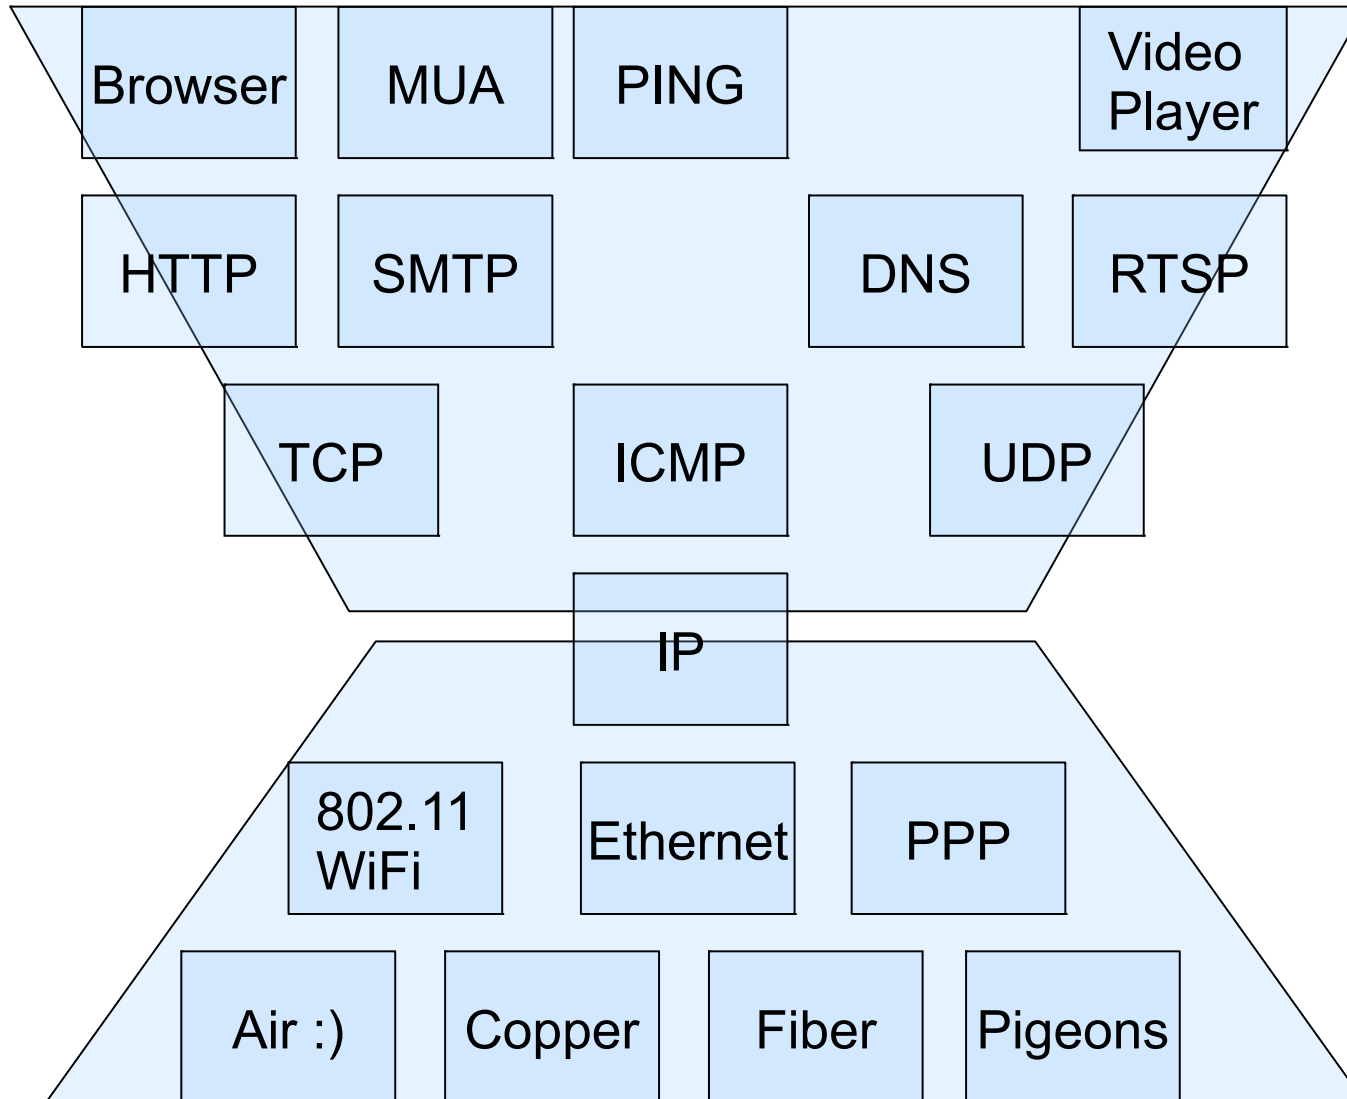 Browser
MUA
PING
Video
Player
HTTP
SMTP
DNS
RTSP
TCP
ICMP
UDP
IP
802.11
WiFi
Ethernet
PPP
Air :)
Copper
Fiber
Pigeons